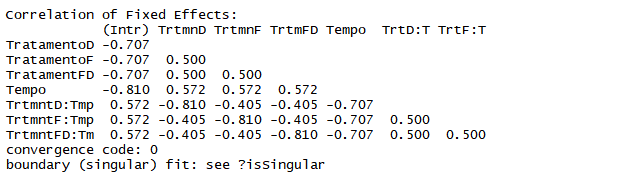 Correlation of Fixed Effects:
            (Intr) TrtmnD TrtmnF TrtmFD Tempo  TrtD:T TrtF:T
TratamentoD -0.707
TratamentoF -0.707  0.500
TratamentFD -0.707  0.500  0.500
Tempo       -0.810  0.572  0.572  0.572
TrtmntD:Tmp  0.572 -0.810 -0.405 -0.405 -0.707
TrtmntF:Tmp  0.572 -0.405 -0.810 -0.405 -0.707  0.500
TrtmntFD:Tm  0.572 -0.405 -0.405 -0.810 -0.707  0.500  0.500
convergence code: 0
boundary (singular) fit: see ?isSingular